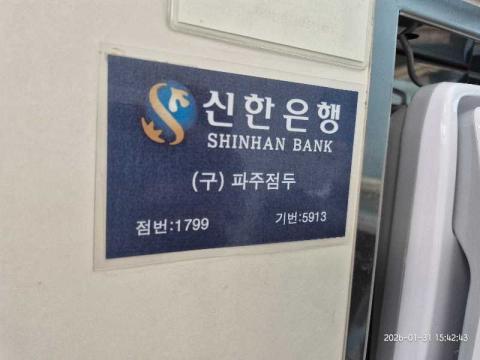 신한은행
SHINHAN BANK
(구) 파주점두
점번:1799 기번:5913
2026-01-31 15:42:43